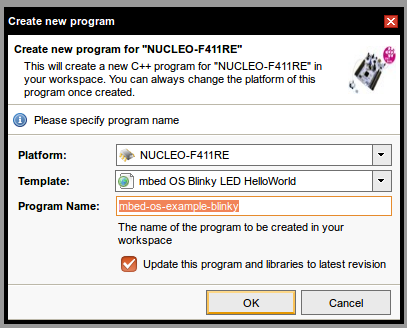 Create new program
Create new program for "NUCLEO-F411RE"
This will create a new C++ program for "NUCLEO-F411RE" in
your workspace. You can always change the platform of this
program once created.
Please specify program name
Platform: NUCLEO-F411RE
Template: mbed OS Blinky LED HelloWorld
Program Name: mbed-os-example-blinky
The name of the program to be created in your
workspace
Update this program and libraries to latest revision
OK Cancel